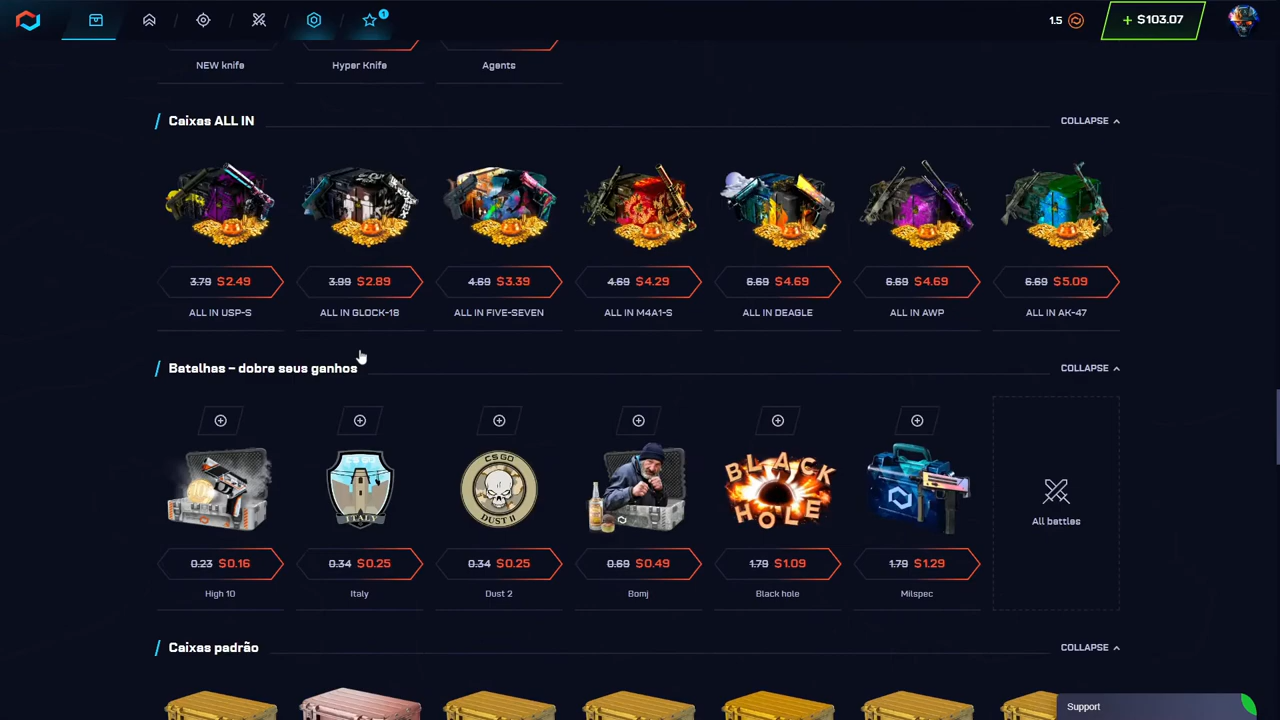 1
1.5
+ $103.07
NEW knife
Hyper Knife
Agents
Caixas ALL IN
COLLAPSE
3.79 $2.49
3.99 $2.89
4.69 $3.39
4.69 $4.29
6.69 $4.69
6.69 $4.69
6.69 $5.09
ALL IN USP-S
ALL IN GLOCK-18
ALL IN FIVE-SEVEN
ALL IN M4A1-S
ALL IN DEAGLE
ALL IN AWP
ALL IN AK-47
Batalhas – dobre seus ganhos
COLLAPSE
CS GO
ITALY
CS GO
DUST II
BLACK
HOLE
All battles
0.23 $0.16
0.34 $0.25
0.34 $0.25
0.69 $0.49
1.79 $1.09
1.79 $1.29
High 10
Italy
Dust 2
Bomj
Black hole
Milspec
Caixas padrão
COLLAPSE
Support